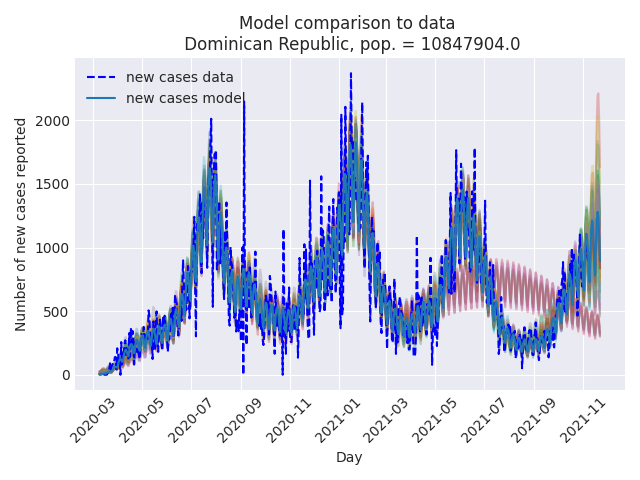 Model comparison to data
Dominican Republic, pop. = 10847904.0
new cases data
new cases model
Number of new cases reported
2000
1500
1000
500
0
2020-03
2020-05
2020-07
2020-09
2020-11
2021-01
2021-03
2021-05
2021-07
2021-09
2021-11
Day